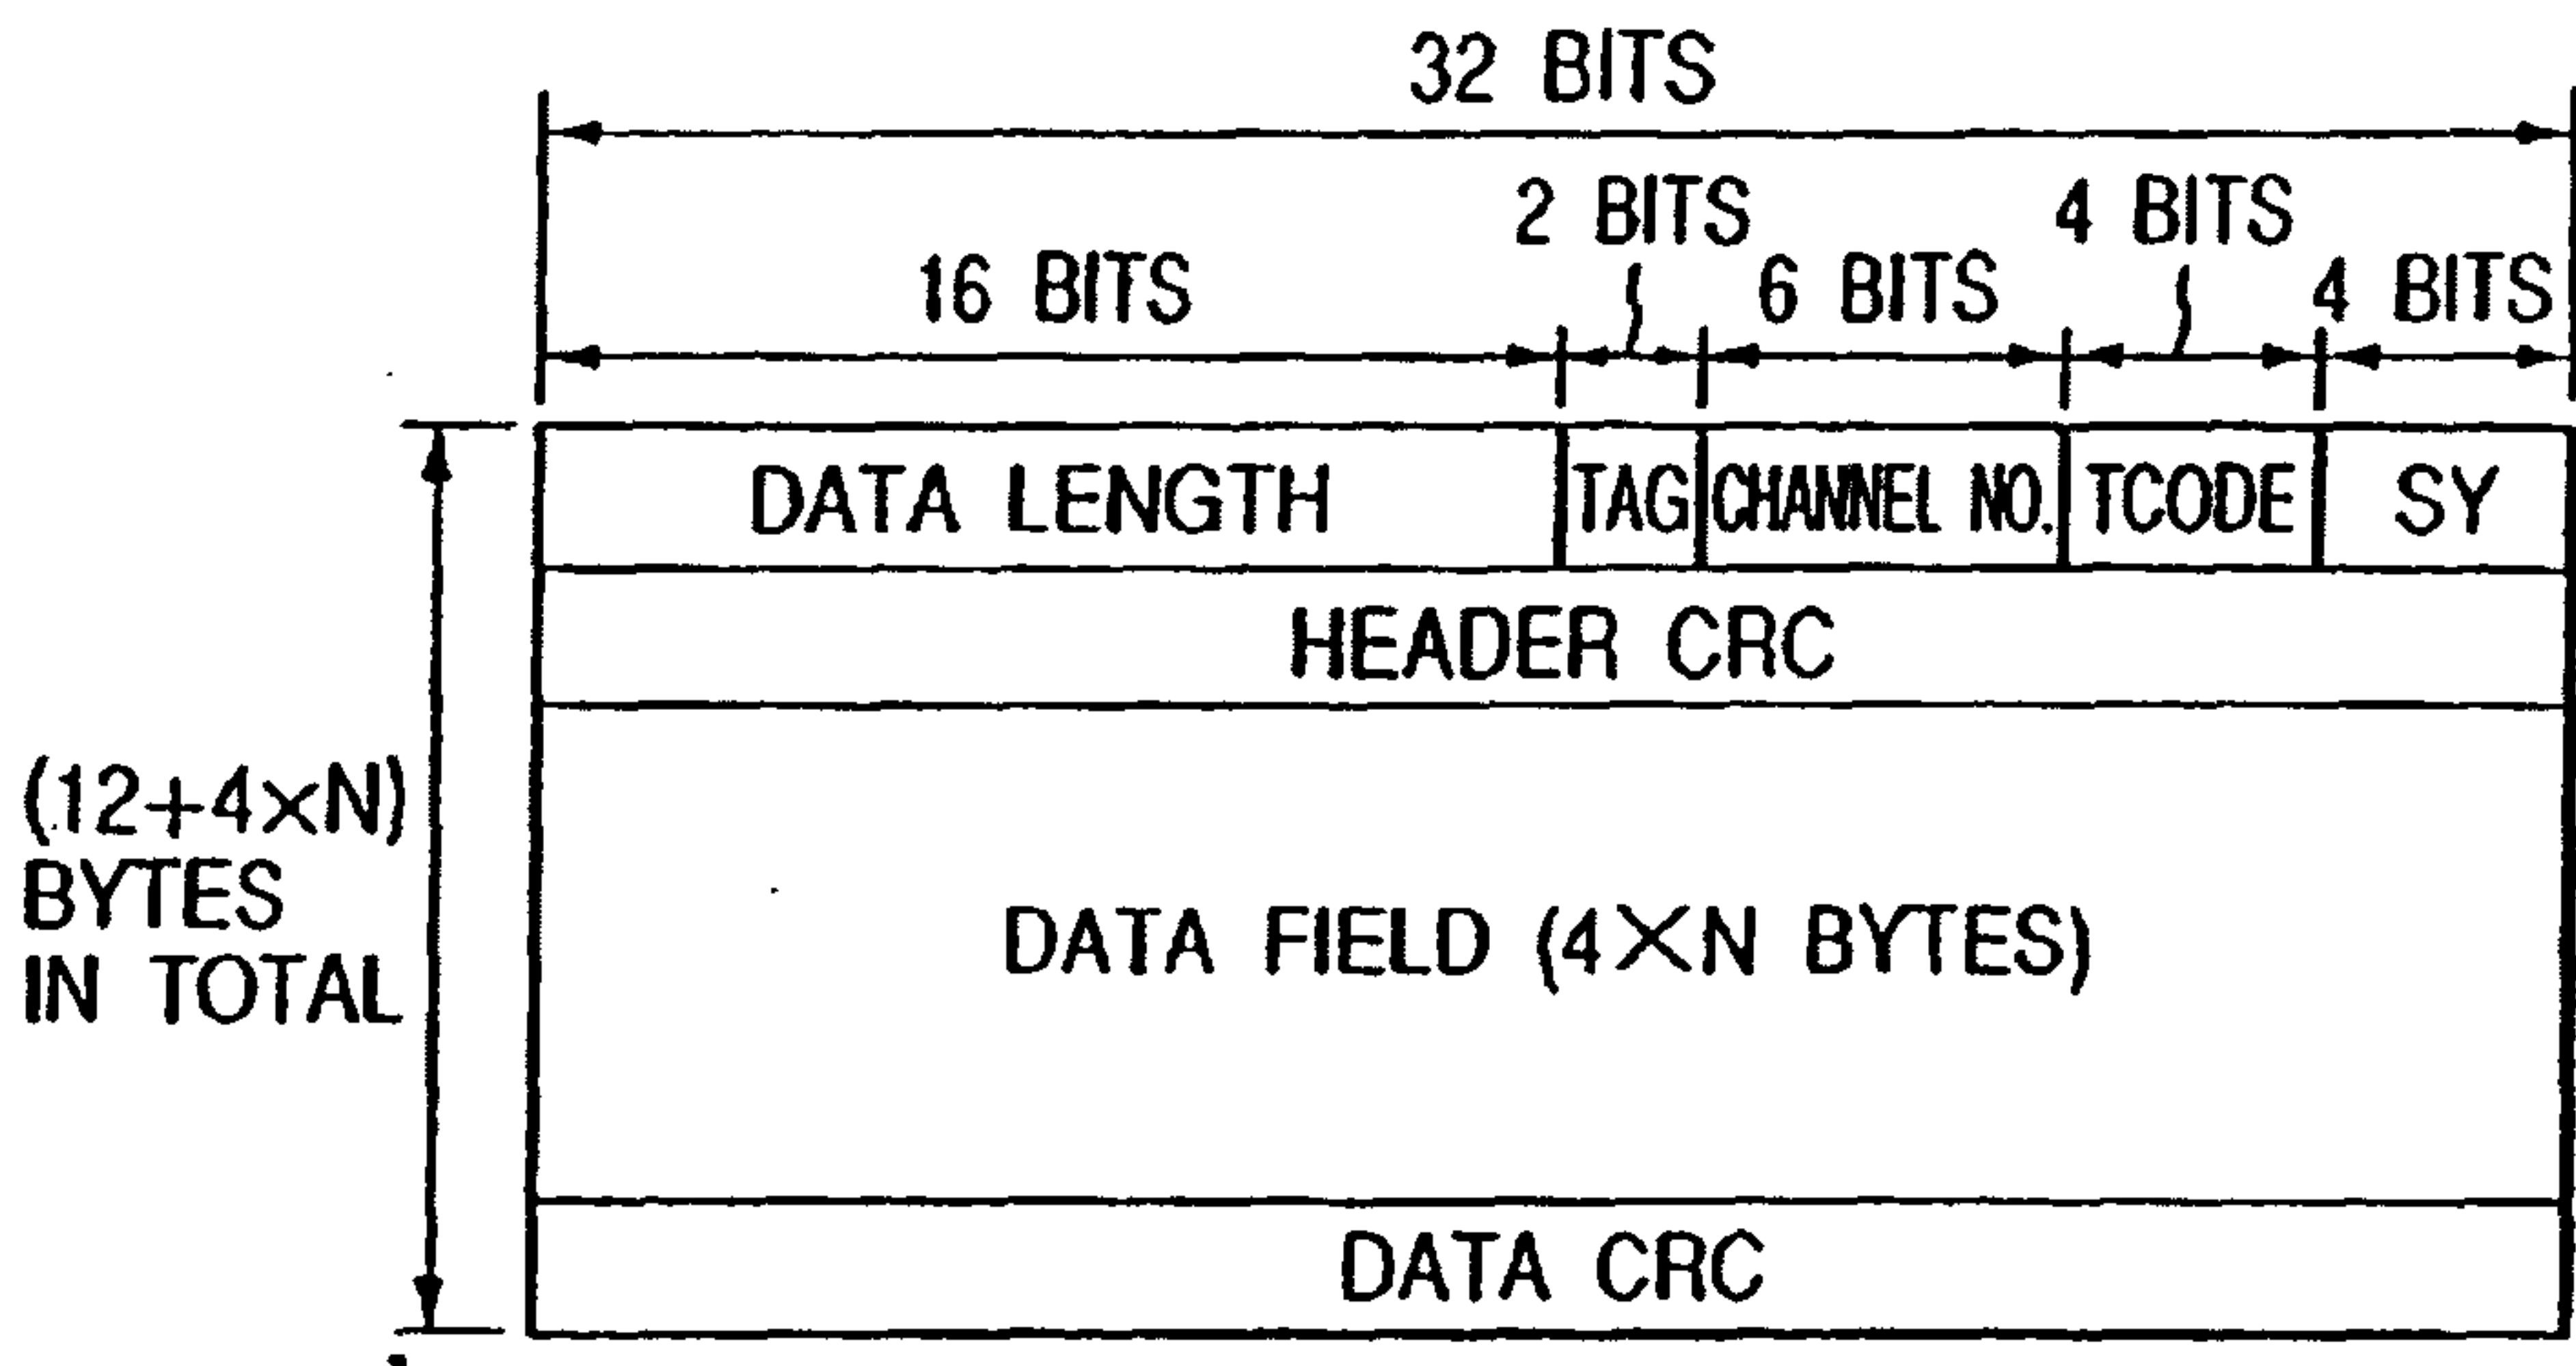 32 BITS
2 BITS 4 BITS
16 BITS 6 BITS 4 BITS
DATA LENGTH TAG CHANNEL NO. TCODE SY
HEADER CRC
(12+4×N)
BYTES
IN TOTAL
DATA FIELD (4×N BYTES)
DATA CRC